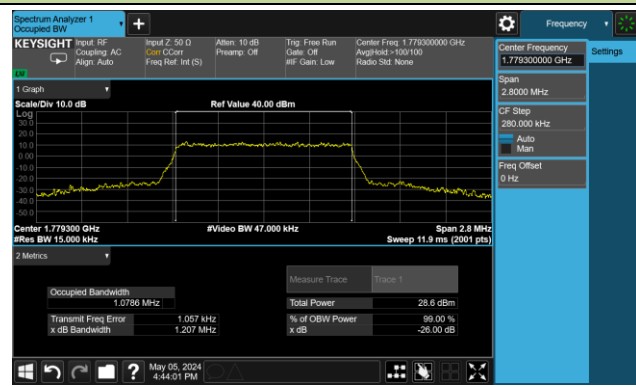 Spectrum Analyzer 1
Occupied BW
+
Frequency
KEYSIGHT
Input: RF
Coupling: AC
Align: Auto
Input Z: 50 Ω
Corr CCorr
Freq Ref: Int (S)
Atten: 10 dB
Preamp: Off
Trig: Free Run
Gate: Off
#IF Gain: Low
Center Freq: 1.779300000 GHz
Avg|Hold:>100/100
Radio Std: None
LXI
Center Frequency
1.779300000 GHz
Settings
Span
2.8000 MHz
CF Step
280.000 kHz
Auto
Man
Freq Offset
0 Hz
1 Graph
Scale/Div 10.0 dB
Ref Value 40.00 dBm
Log
30.0
20.0
10.0
0.00
-10.0
-20.0
-30.0
-40.0
-50.0
Center 1.779300 GHz
#Video BW 47.000 kHz
Span 2.8 MHz
#Res BW 15.000 kHz
Sweep 11.9 ms (2001 pts)
2 Metrics
Measure Trace
Trace 1
Occupied Bandwidth
1.0786 MHz
Total Power
28.6 dBm
Transmit Freq Error
1.057 kHz
% of OBW Power
99.00 %
x dB Bandwidth
1.207 MHz
x dB
-26.00 dB
?
May 05, 2024
4:44:01 PM